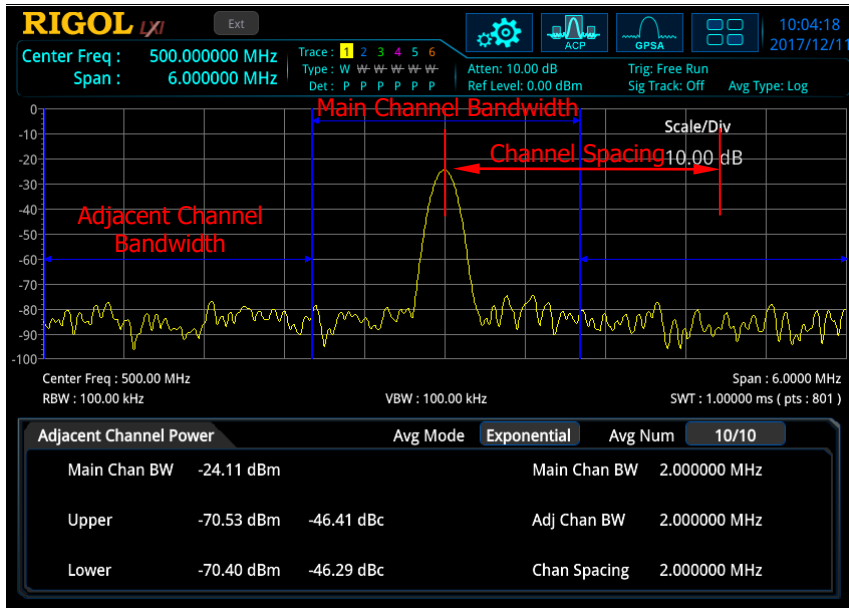 RIGOL LXI Ext
10:04:18
2017/12/11
ACP GPSA
Center Freq : 500.000000 MHz
Span : 6.000000 MHz
Trace : 1 2 3 4 5 6
Type : W W W W W W
Det : P P P P P P
Atten: 10.00 dB Trig: Free Run
Ref Level: 0.00 dBm Sig Track: Off Avg Type: Log
Main Channel Bandwidth
Scale/Div
10.00 dB
Channel Spacing
Adjacent Channel
Bandwidth
0
-10
-20
-30
-40
-50
-60
-70
-80
-90
-100
Center Freq : 500.00 MHz Span : 6.0000 MHz
RBW : 100.00 kHz VBW : 100.00 kHz SWT : 1.00000 ms ( pts : 801 )
Adjacent Channel Power Avg Mode Exponential Avg Num 10/10
Main Chan BW -24.11 dBm Main Chan BW 2.000000 MHz
Upper -70.53 dBm -46.41 dBc Adj Chan BW 2.000000 MHz
Lower -70.40 dBm -46.29 dBc Chan Spacing 2.000000 MHz